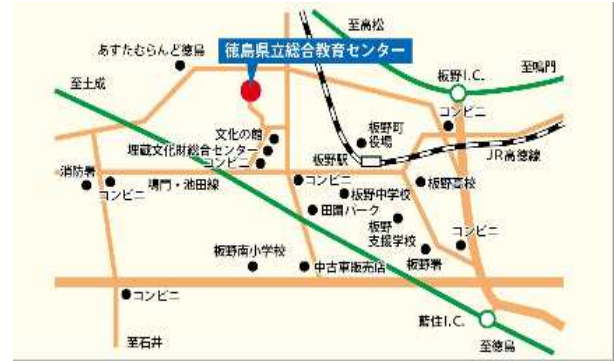 至高松
徳島県立総合教育センター
あすたむらんど徳島
板野I.C.
至鳴門
至土成
コンビニ
文化の館
板野町
役場
埋蔵文化財総合センター
コンビニ
板野駅
JR高徳線
消防署
コンビニ
鳴門・池田線
コンビニ
板野中学校
板野高校
田園パーク
板野
支援学校
コンビニ
板野南小学校
中古車販売店
板野署
コンビニ
藍住I.C.
至石井
至徳島